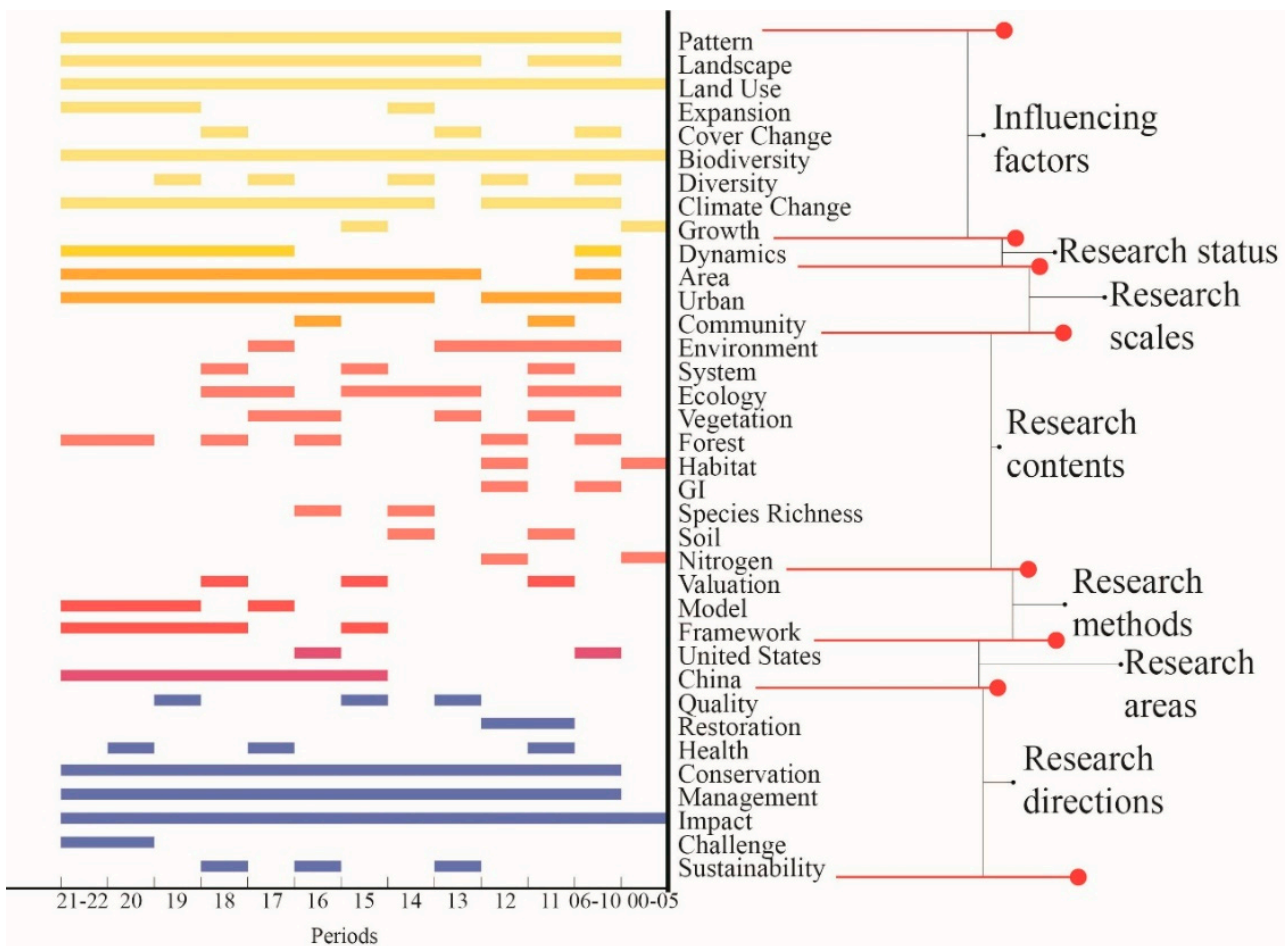 Pattern
Landscape
Land Use
Expansion
Cover Change
Biodiversity
Diversity
Climate Change
Growth
Dynamics
Area
Urban
Community
Environment
System
Ecology
Vegetation
Forest
Habitat
GI
Species Richness
Soil
Nitrogen
Valuation
Model
Framework
United States
China
Quality
Restoration
Health
Conservation
Management
Impact
Challenge
Sustainability
Influencing
factors
Research status
Research
scales
Research
contents
Research
methods
Research
areas
Research
directions
21-22 20 19 18 17 16 15 14 13 12 11 06-10 00-05
Periods